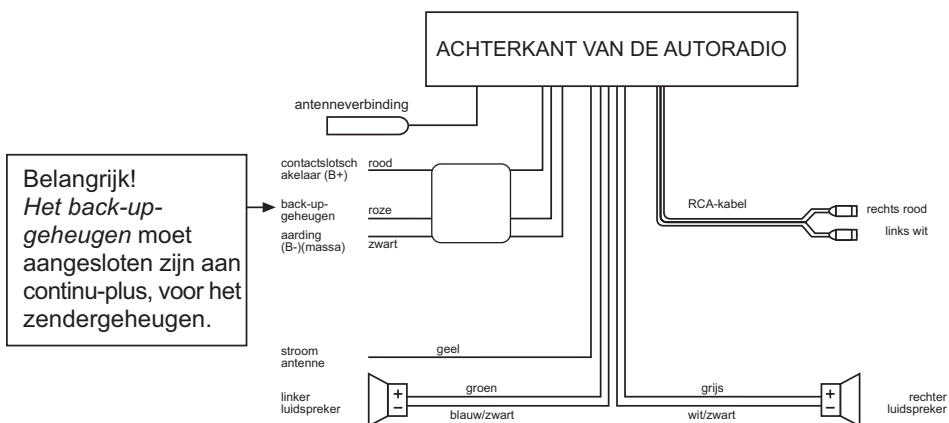 ACHTERKANT VAN DE AUTORADIO
antenneverbinding
contactslotsch
akelaar (B+)
rood
Belangrijk!
Het back-up-
geheugen moet
aangesloten zijn aan
continu-plus, voor het
zendergeheugen.
back-up-
geheugen
roze
aarding
(B-)(massa)
zwart
RCA-kabel
rechts rood
links wit
stroom
antenne
geel
linker
luidspreker
groen
blauw/zwart
+
−
grijs
wit/zwart
+
−
rechter
luidspreker